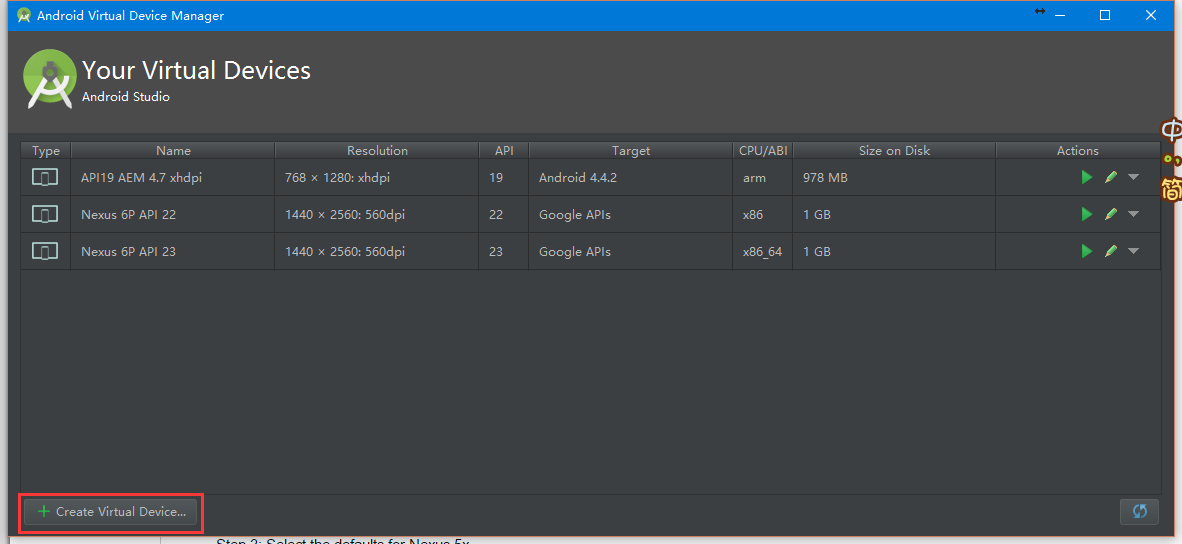 Android Virtual Device Manager
Your Virtual Devices
Android Studio
Type Name Resolution API Target CPU/ABI Size on Disk Actions
API19 AEM 4.7 xhdpi 768 × 1280: xhdpi 19 Android 4.4.2 arm 978 MB
Nexus 6P API 22 1440 × 2560: 560dpi 22 Google APIs x86 1 GB
Nexus 6P API 23 1440 × 2560: 560dpi 23 Google APIs x86_64 1 GB
中
简
Create Virtual Device...
Step 2: Select the defaults for Nexus 5x